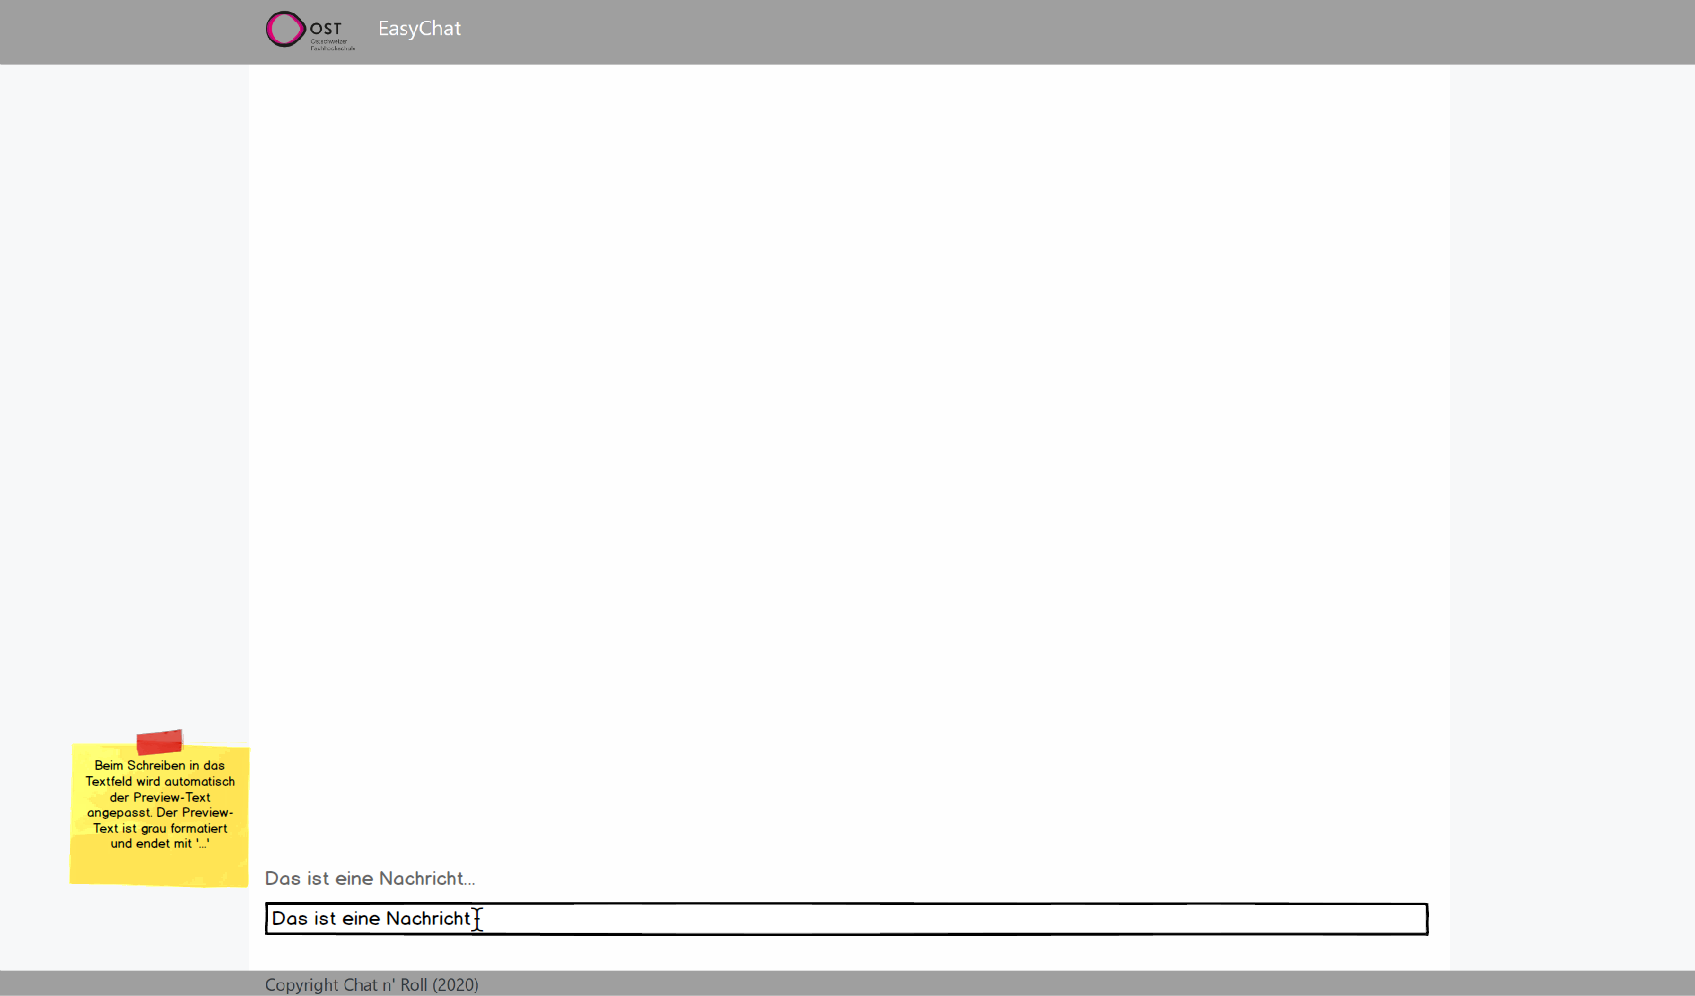 OST
Ostschweizer
Fachhochschule
EasyChat
Beim Schreiben in das
Textfeld wird automatisch
der Preview-Text
angepasst. Der Preview-
Text ist grau formatiert
und endet mit '...'
Das ist eine Nachricht...
Das ist eine Nachricht
Copyright Chat n' Roll (2020)